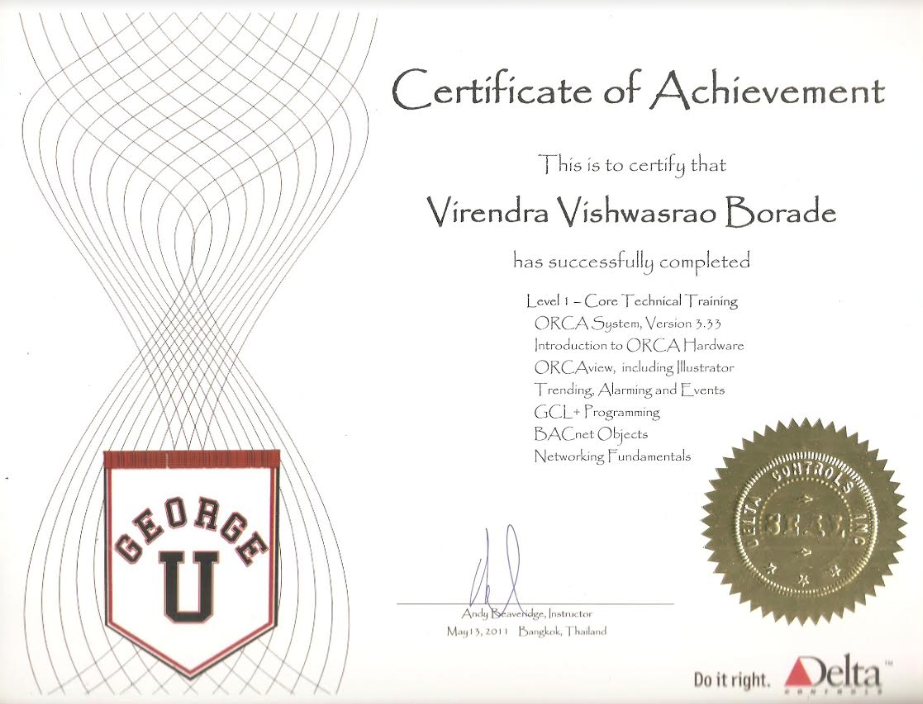 Certificate of Achievement
This is to certify that
Virendra Vishwasrao Borade
has successfully completed
Level 1 – Core Technical Training
ORCA System, Version 3.33
Introduction to ORCA Hardware
ORCAview, including Illustrator
Trending, Alarming and Events
GCL+ Programming
BACnet Objects
Networking Fundamentals
GEORGE
U
DELTA CONTROLS INC
SEAL
Andy Beaveridge, Instructor
May 13, 2011 Bangkok, Thailand
Do it right.
Delta™
CONTROLS